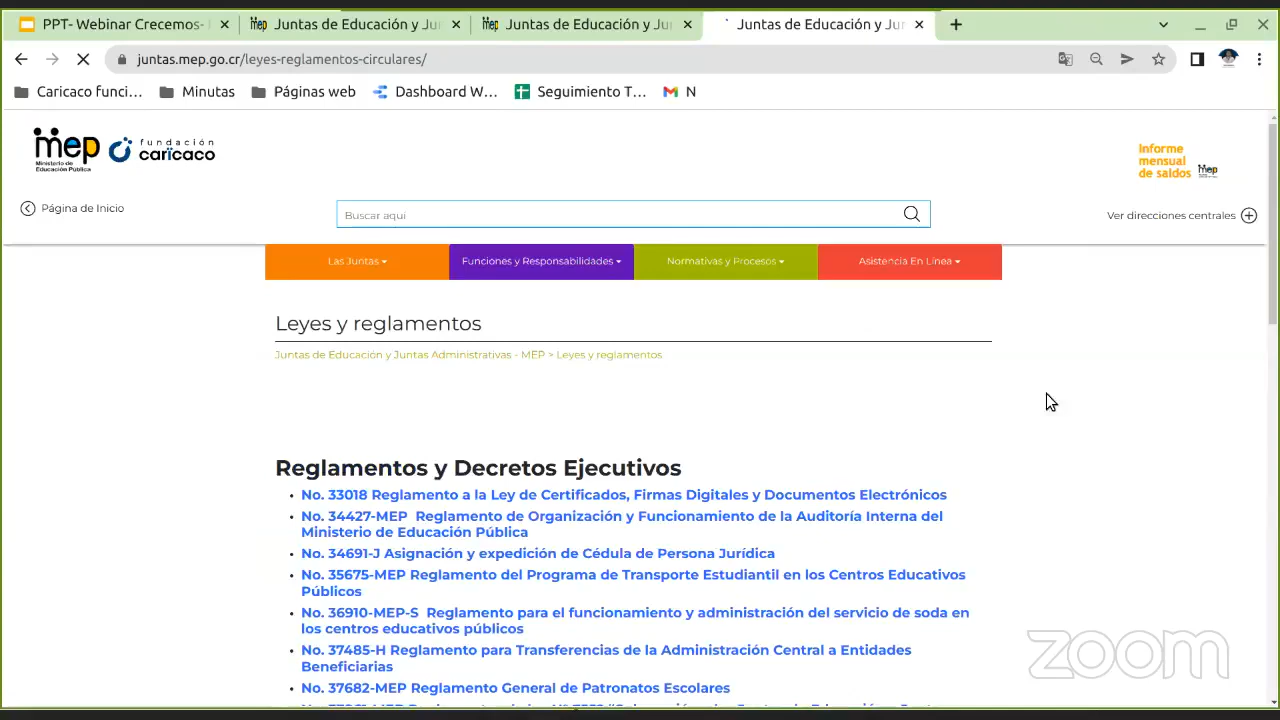 PPT- Webinar Crecemos-
Juntas de Educación y Ju
Juntas de Educación y Ju
Juntas de Educación y Ju
juntas.mep.go.cr/leyes-reglamentos-circulares/
Caricaco funci...
Minutas
Páginas web
Dashboard W...
Seguimiento T...
N
mep
Ministerio de
Educación Pública
fundación
caricaco
Informe
mensual
de saldos
mep
Página de Inicio
Buscar aqui
Ver direcciones centrales
Las Juntas
Funciones y Responsabilidades
Normativas y Procesos
Asistencia En Línea
Leyes y reglamentos
Juntas de Educación y Juntas Administrativas - MEP > Leyes y reglamentos
Reglamentos y Decretos Ejecutivos
• No. 33018 Reglamento a la Ley de Certificados, Firmas Digitales y Documentos Electrónicos
• No. 34427-MEP Reglamento de Organización y Funcionamiento de la Auditoría Interna del
Ministerio de Educación Pública
• No. 34691-J Asignación y expedición de Cédula de Persona Jurídica
• No. 35675-MEP Reglamento del Programa de Transporte Estudiantil en los Centros Educativos
Públicos
• No. 36910-MEP-S Reglamento para el funcionamiento y administración del servicio de soda en
los centros educativos públicos
• No. 37485-H Reglamento para Transferencias de la Administración Central a Entidades
Beneficiarias
• No. 37682-MEP Reglamento General de Patronatos Escolares
zoom